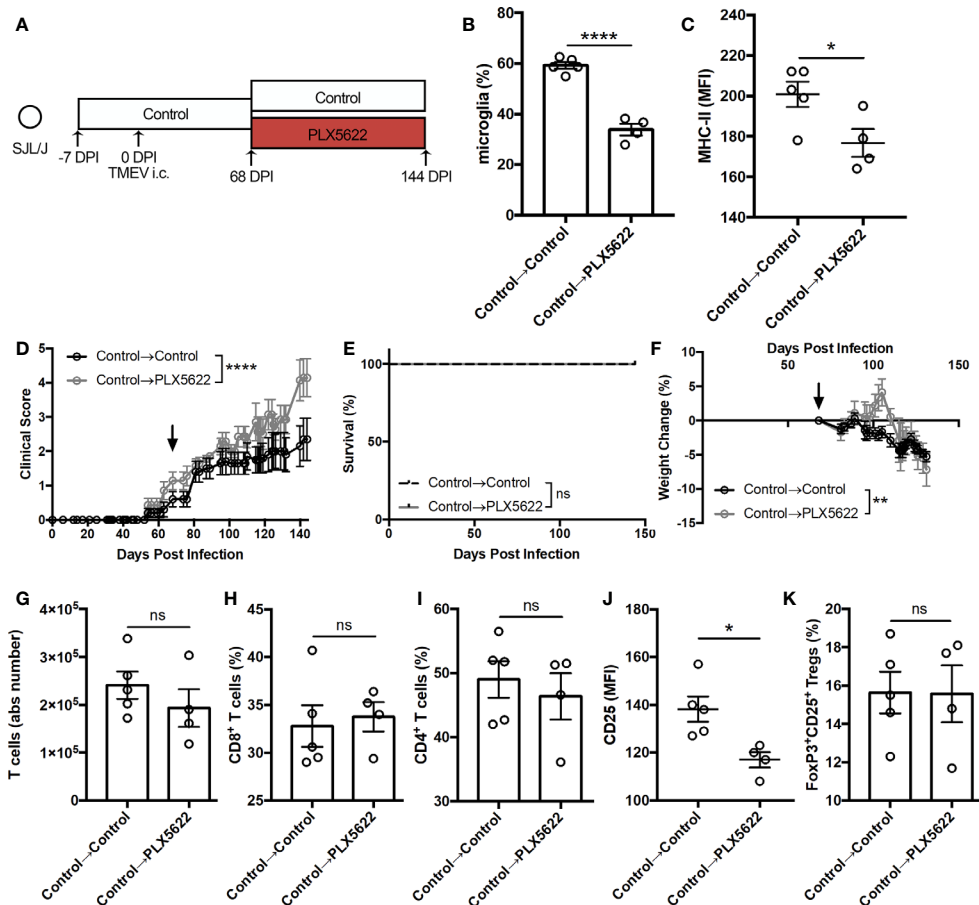 A
Control
Control
PLX5622
SJL/J
-7 DPI
0 DPI
TMEV i.c.
68 DPI
144 DPI
B
microglia (%)
80
60
40
20
0
****
Control→Control
Control→PLX5622
C
MHC-II (MFI)
220
200
180
160
140
*
Control→Control
Control→PLX5622
D
Clinical Score
5
4
3
2
1
0
Control→Control
Control→PLX5622
****
0 20 40 60 80 100 120 140
Days Post Infection
E
Survival (%)
100
50
0
Control→Control
Control→PLX5622
ns
0 50 100 150
Days Post Infection
F
Days Post Infection
50 100 150
Weight Change (%)
10
5
0
-5
-10
-15
Control→Control
Control→PLX5622
**
G
T cells (abs number)
4×10⁵
3×10⁵
2×10⁵
1×10⁵
0
ns
Control→Control
Control→PLX5622
H
CD8⁺ T cells (%)
45
40
35
30
25
ns
Control→Control
Control→PLX5622
I
CD4⁺ T cells (%)
60
50
40
30
ns
Control→Control
Control→PLX5622
J
CD25 (MFI)
180
160
140
120
100
*
Control→Control
Control→PLX5622
K
FoxP3⁺CD25⁺ Tregs (%)
20
18
16
14
12
10
ns
Control→Control
Control→PLX5622